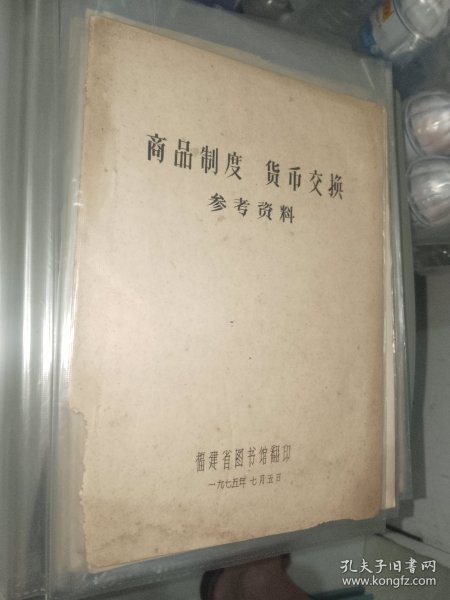 商品制度 货币交换
参考资料
福建省图书馆翻印
一九七五年七月五日
孔夫子旧书网
www.kongfz.com